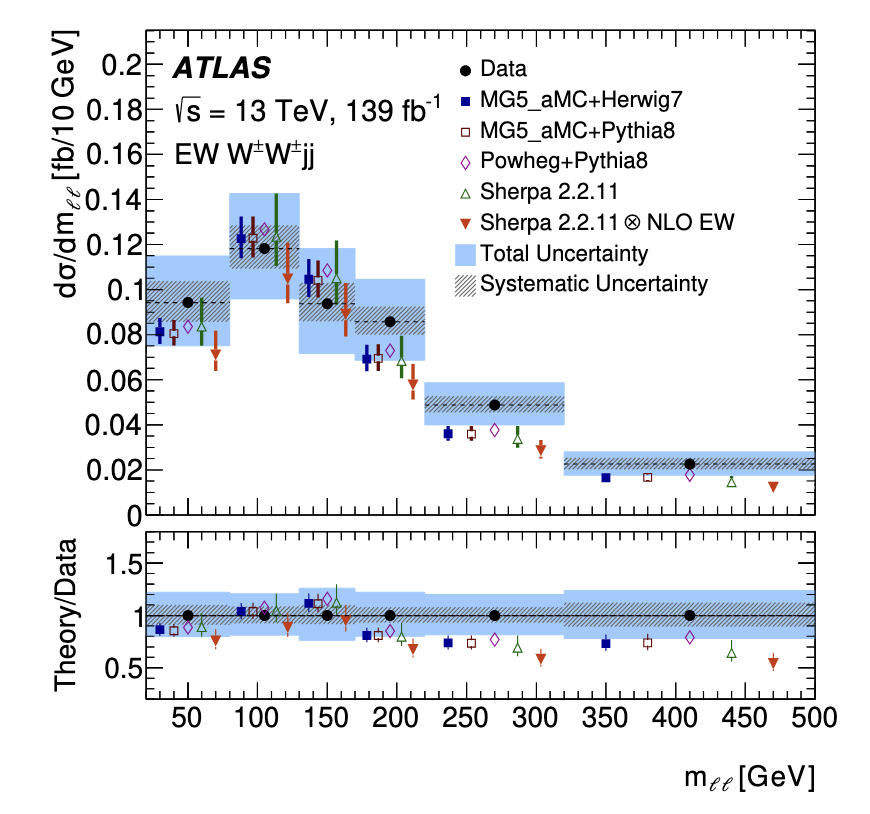 dσ/dm_ℓℓ [fb/10 GeV]
0.2
0.18
0.16
0.14
0.12
0.1
0.08
0.06
0.04
0.02
0
ATLAS
√s = 13 TeV, 139 fb⁻¹
EW W±W±jj
Data
MG5_aMC+Herwig7
MG5_aMC+Pythia8
Powheg+Pythia8
Sherpa 2.2.11
Sherpa 2.2.11 ⊗ NLO EW
Total Uncertainty
Systematic Uncertainty
Theory/Data
1.5
1
0.5
50 100 150 200 250 300 350 400 450 500
m_ℓℓ [GeV]